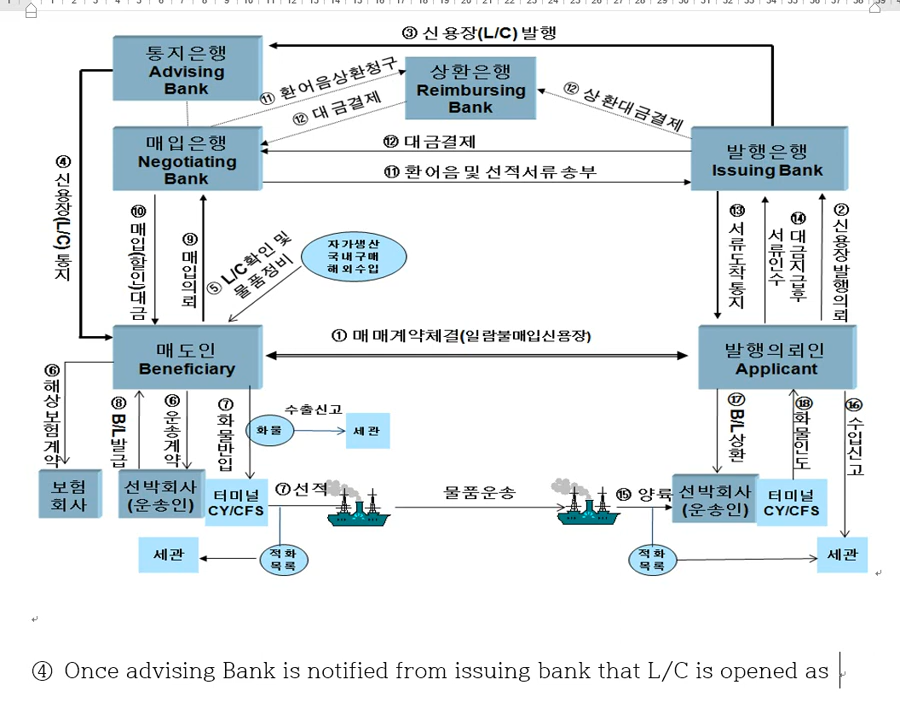 ③ 신용장(L/C) 발행
통지은행
Advising
Bank
⑪ 환어음상환청구
⑫ 대금결제
상환은행
Reimbursing
Bank
⑫ 상환대금결제
매입은행
Negotiating
Bank
⑫ 대금결제
⑪ 환어음 및 선적서류 송부
발행은행
Issuing Bank
④ 신용장(L/C) 통지
⑩ 매입(할인)대금
⑨ 매입의뢰
⑤ L/C확인 및
물품정비
자가생산
국내구매
해외수입
⑬ 서류도착통지
⑭ 대금지급후
서류인수
② 신용장발행의뢰
① 매매계약체결(일람불매입신용장)
매도인
Beneficiary
발행의뢰인
Applicant
⑥ 해상보험계약
⑧ B/L발급
⑥ 운송계약
⑦ 화물반입
수출신고
화물
세관
⑰ B/L상환
⑱ 화물인도
⑯ 수입신고
보험
회사
선박회사
(운송인)
터미널
CY/CFS
⑦ 선적
물품운송
⑮ 양륙
선박회사
(운송인)
터미널
CY/CFS
세관
적화
목록
적화
목록
세관
④ Once advising Bank is notified from issuing bank that L/C is opened as